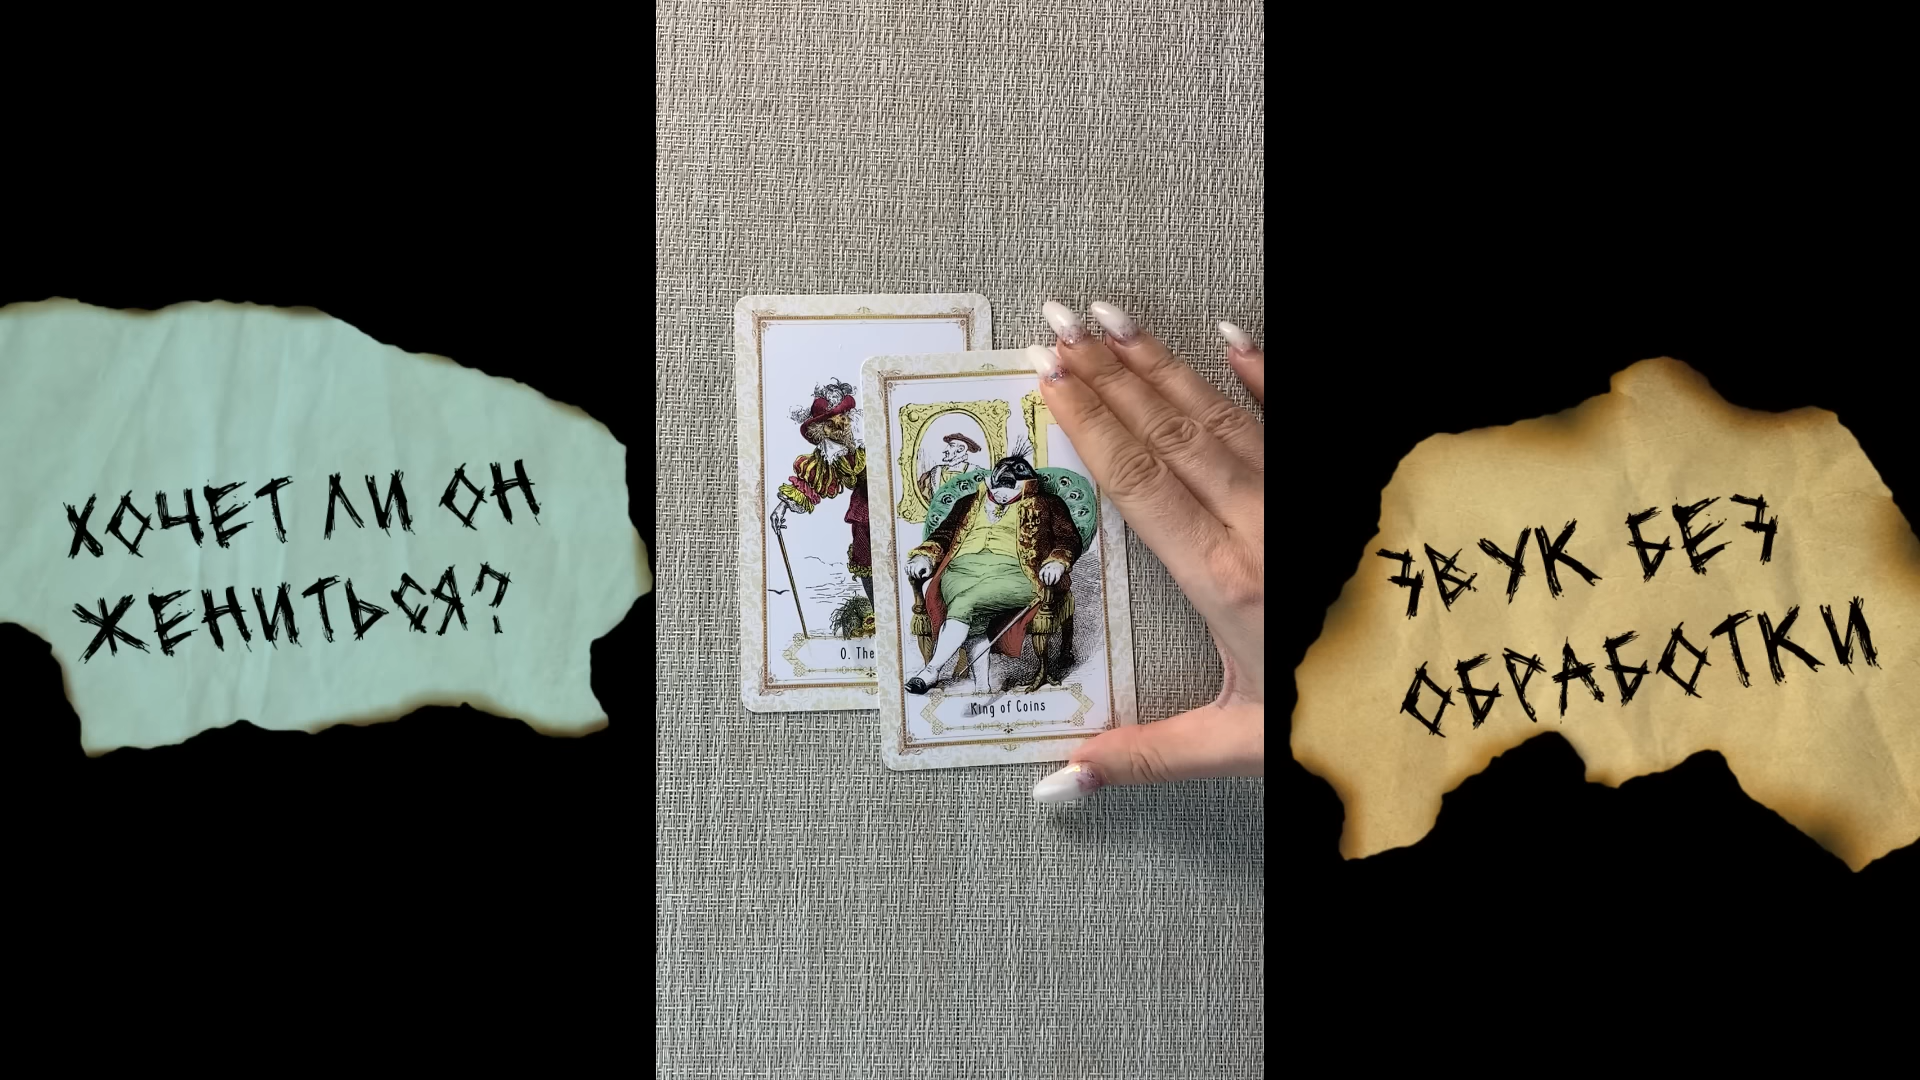 ХОЧЕТ ЛИ ОН
ЖЕНИТЬСЯ?
0. The
King of Coins
ЗВУК БЕЗ
ОБРАБОТКИ